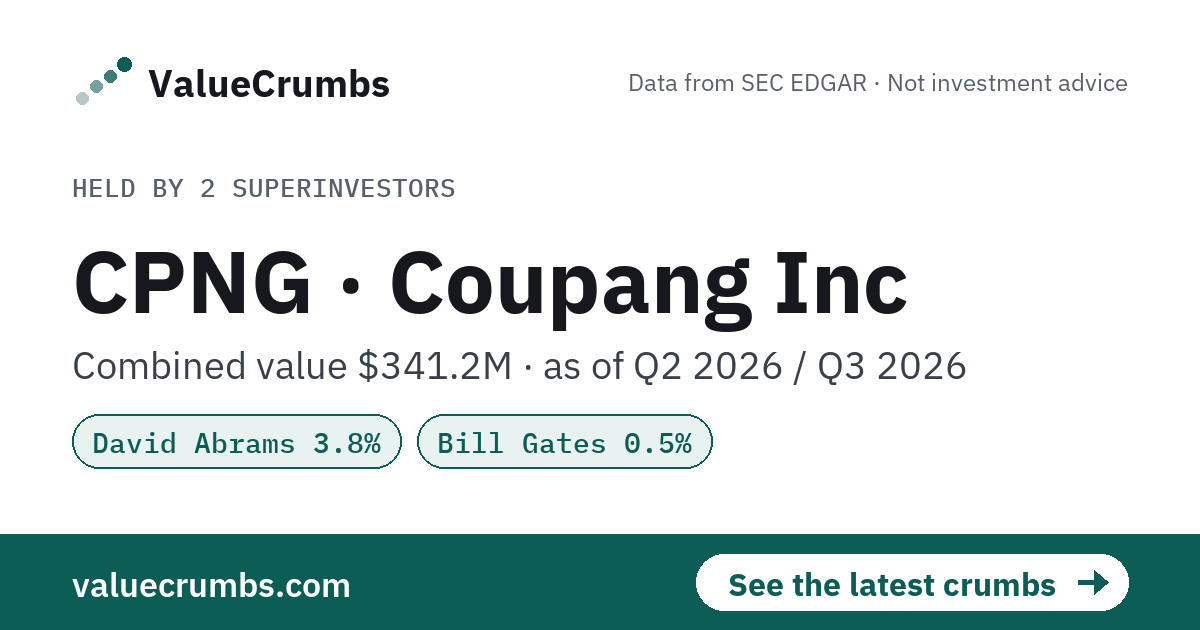 ValueCrumbs
Data from SEC EDGAR · Not investment advice
HELD BY 2 SUPERINVESTORS
CPNG · Coupang Inc
Combined value $341.2M · as of Q2 2026 / Q3 2026
David Abrams 3.8%
Bill Gates 0.5%
valuecrumbs.com
See the latest crumbs →